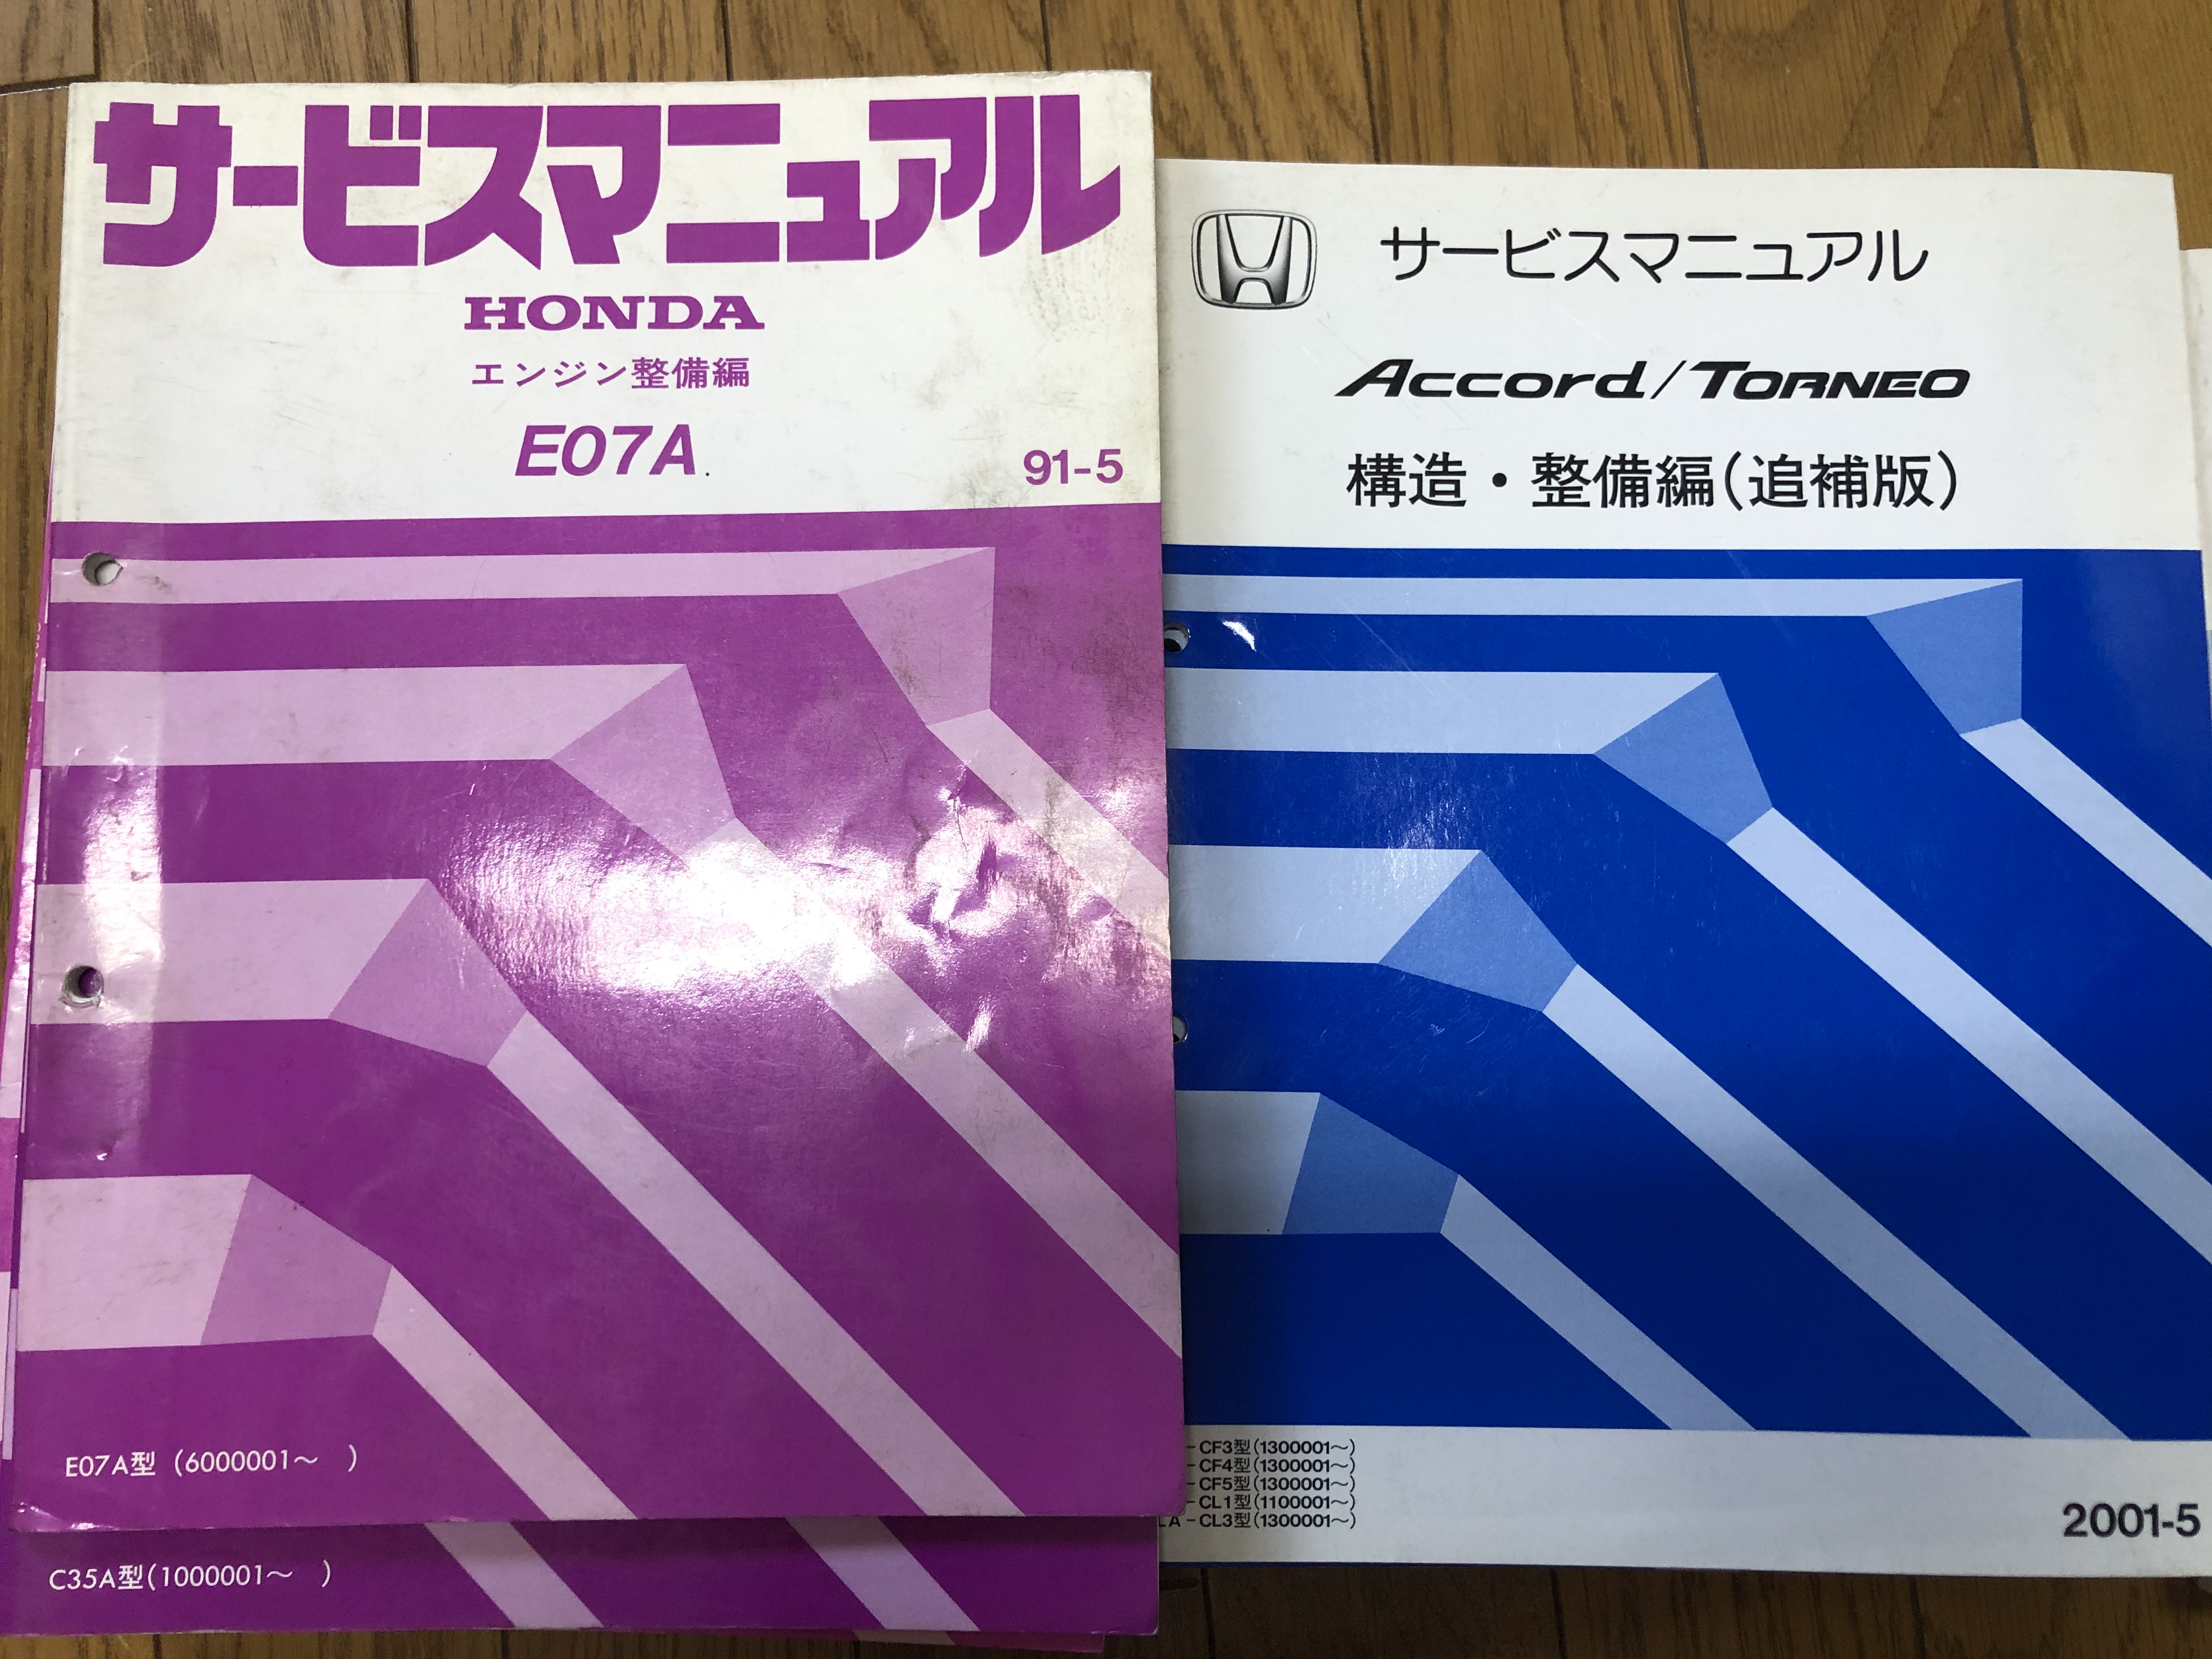 サービスマニュアル
HONDA
エンジン整備編
E07A
91-5
E07A型 (6000001～ )
C35A型(1000001～ )
サービスマニュアル
Accord/TORNEO
構造・整備編(追補版)
-CF3型(1300001～)
-CF4型(1300001～)
-CF5型(1300001～)
-CL1型(1100001～)
LA-CL3型(1300001～)
2001-5